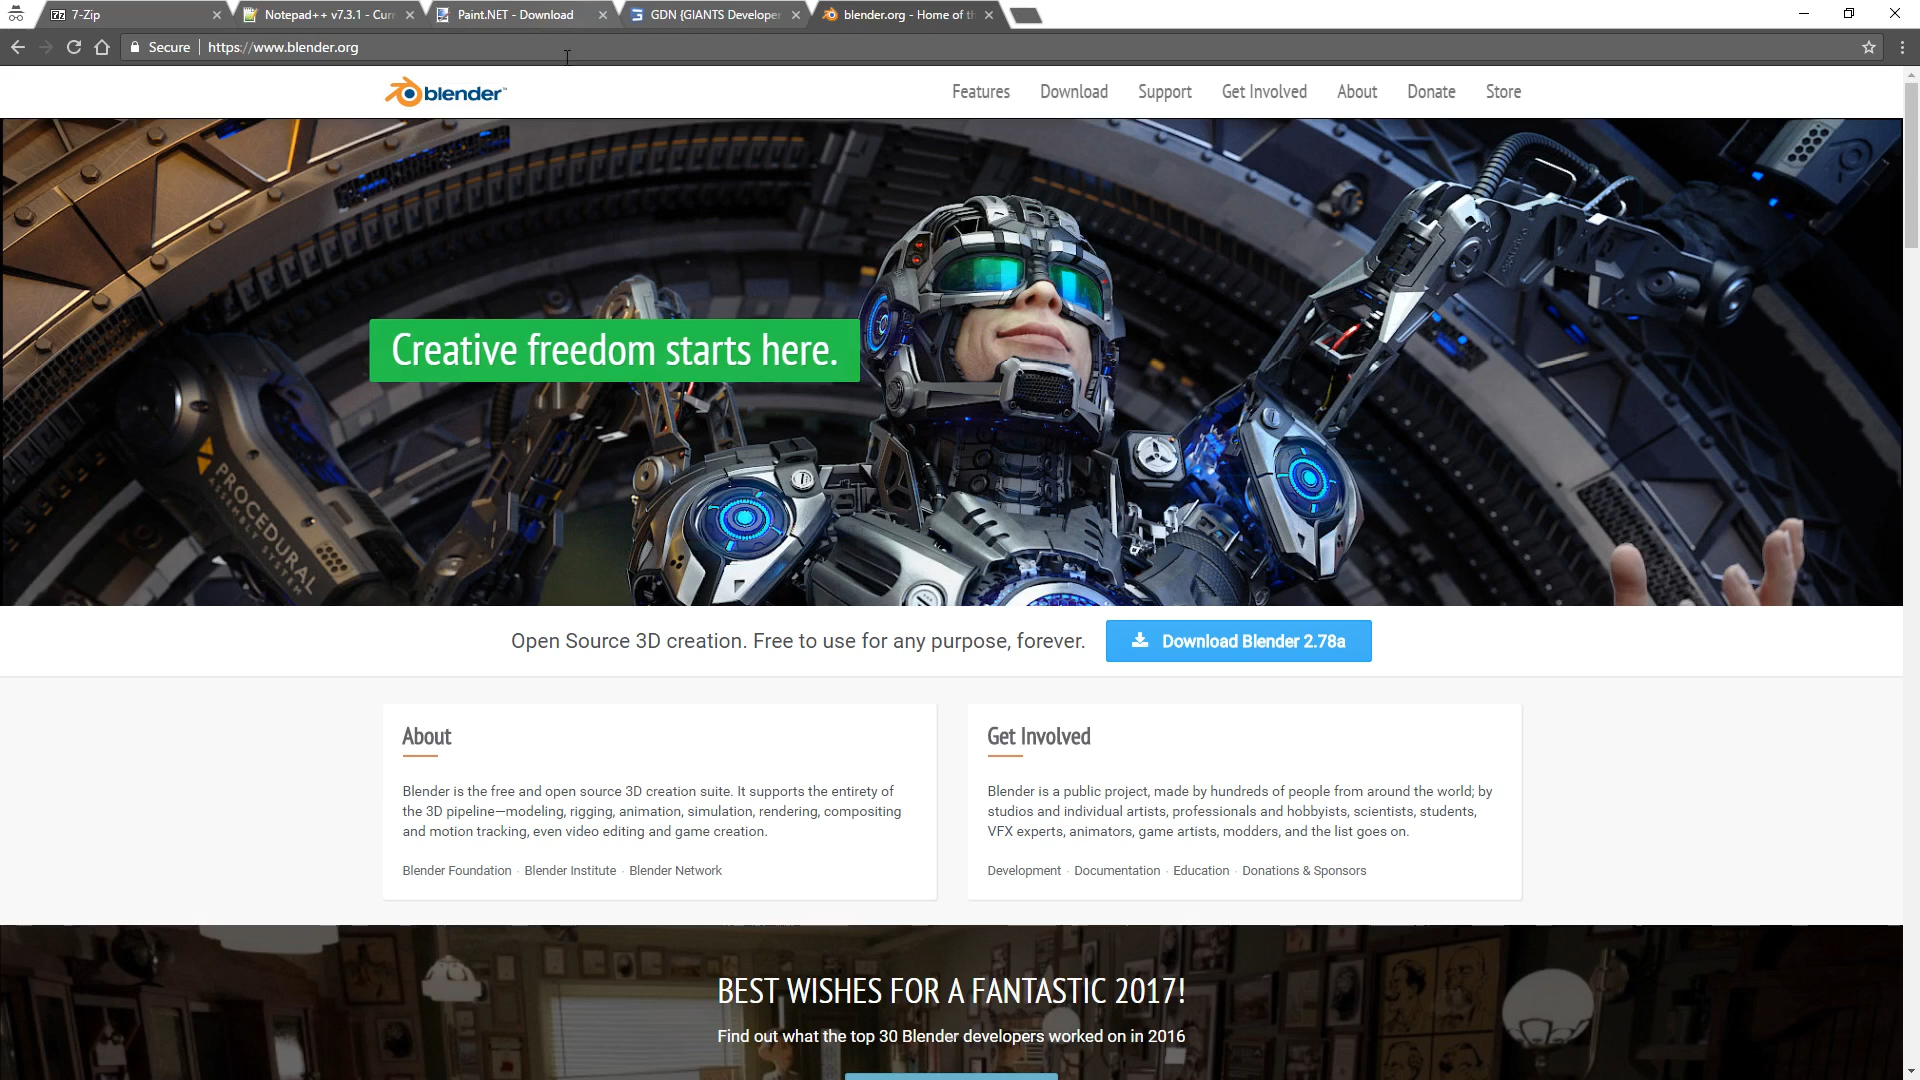 7-Zip
Notepad++ v7.3.1 - Curr
Paint.NET - Download
GDN {GIANTS Developer
blender.org - Home of th
Secure
https://www.blender.org
blender
Features
Download
Support
Get Involved
About
Donate
Store
Creative freedom starts here.
PROCEDURAL
ASSEMBLY SYSTEM
Open Source 3D creation. Free to use for any purpose, forever.
Download Blender 2.78a
About
Blender is the free and open source 3D creation suite. It supports the entirety of
the 3D pipeline—modeling, rigging, animation, simulation, rendering, compositing
and motion tracking, even video editing and game creation.
Blender Foundation · Blender Institute · Blender Network
Get Involved
Blender is a public project, made by hundreds of people from around the world; by
studios and individual artists, professionals and hobbyists, scientists, students,
VFX experts, animators, game artists, modders, and the list goes on.
Development · Documentation · Education · Donations & Sponsors
BEST WISHES FOR A FANTASTIC 2017!
Find out what the top 30 Blender developers worked on in 2016